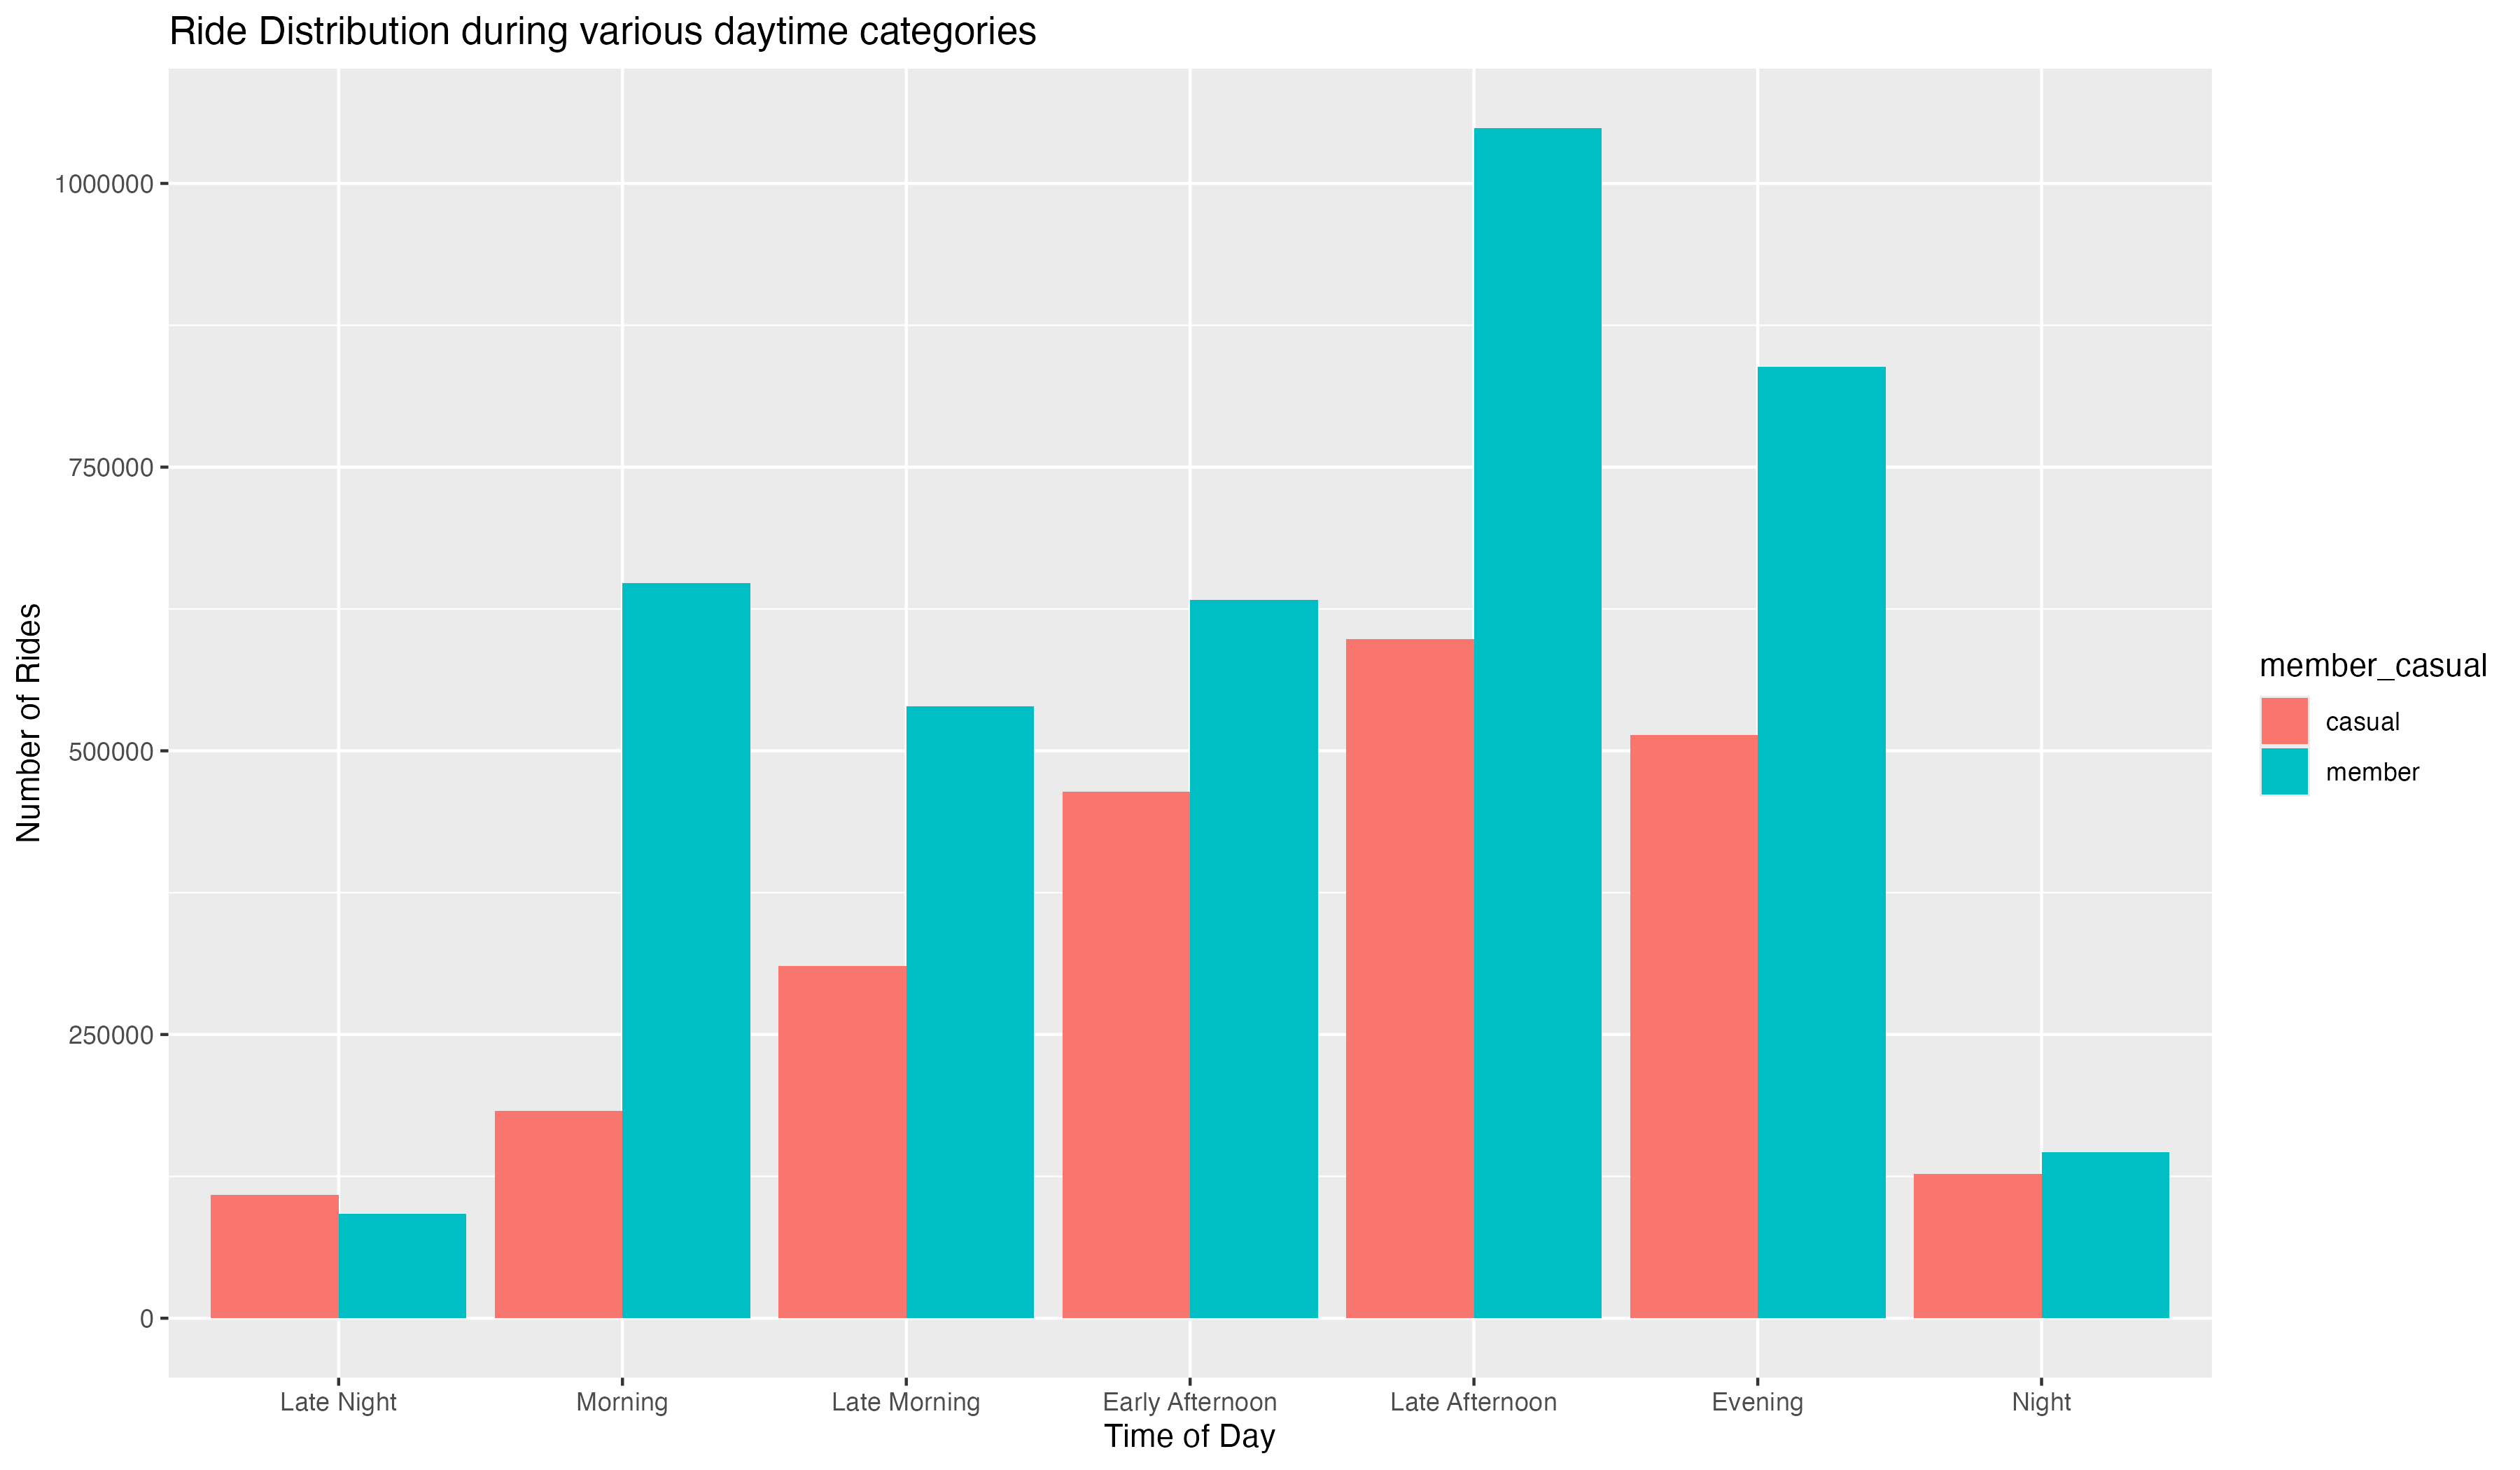 Ride Distribution during various daytime categories
Number of Rides
1000000
750000
500000
250000
0
Late Night Morning Late Morning Early Afternoon Late Afternoon Evening Night
Time of Day
member_casual
casual
member